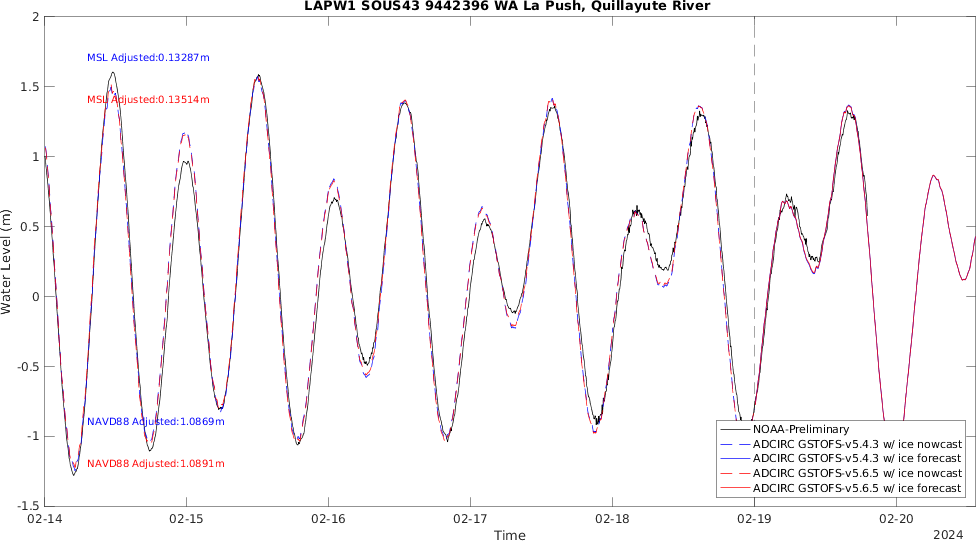 LAPW1 SOUS43 9442396 WA La Push, Quillayute River
2
1.5
1
0.5
0
-0.5
-1
-1.5
Water Level (m)
MSL Adjusted:0.13287m
MSL Adjusted:0.13514m
NAVD88 Adjusted:1.0869m
NAVD88 Adjusted:1.0891m
NOAA-Preliminary
ADCIRC GSTOFS-v5.4.3 w/ ice nowcast
ADCIRC GSTOFS-v5.4.3 w/ ice forecast
ADCIRC GSTOFS-v5.6.5 w/ ice nowcast
ADCIRC GSTOFS-v5.6.5 w/ ice forecast
02-14 02-15 02-16 02-17 02-18 02-19 02-20
Time
2024